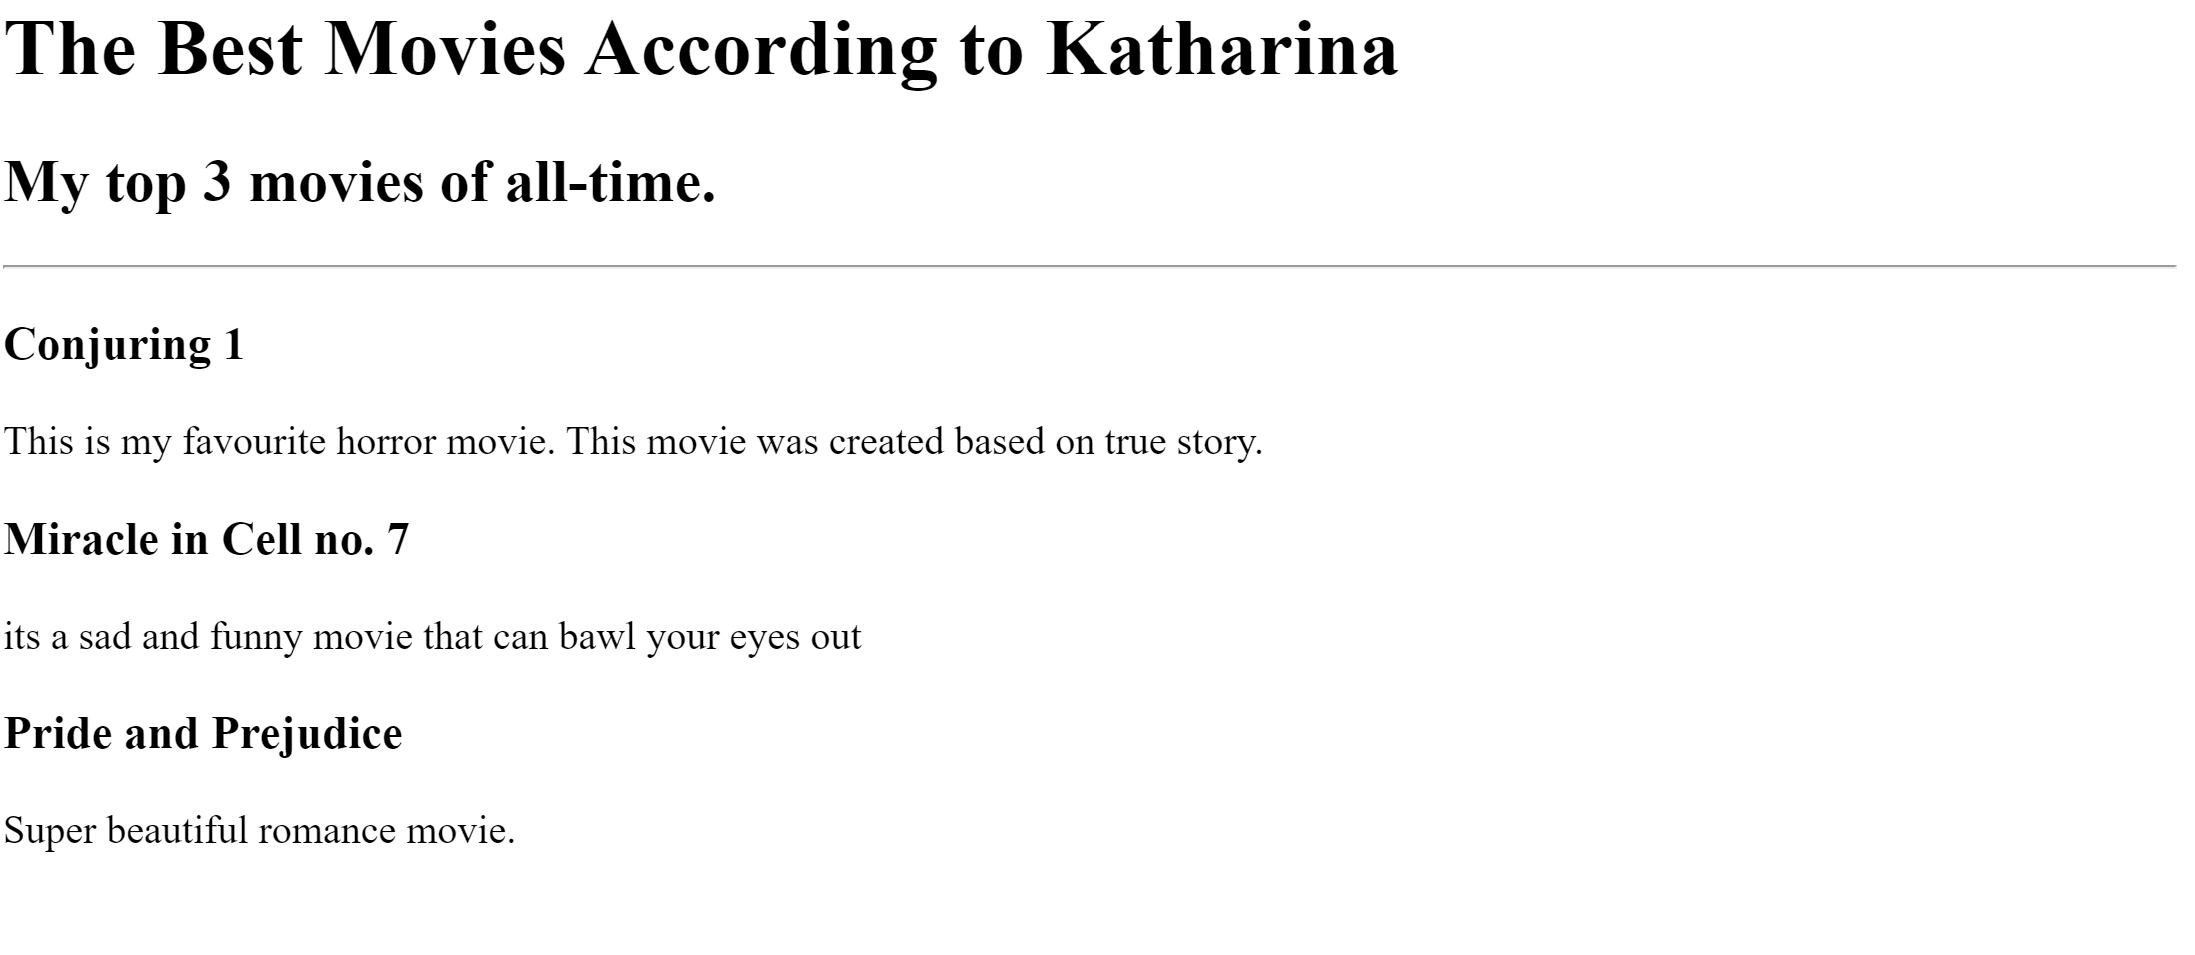 The Best Movies According to Katharina
My top 3 movies of all-time.
Conjuring 1
This is my favourite horror movie. This movie was created based on true story.
Miracle in Cell no. 7
its a sad and funny movie that can bawl your eyes out
Pride and Prejudice
Super beautiful romance movie.